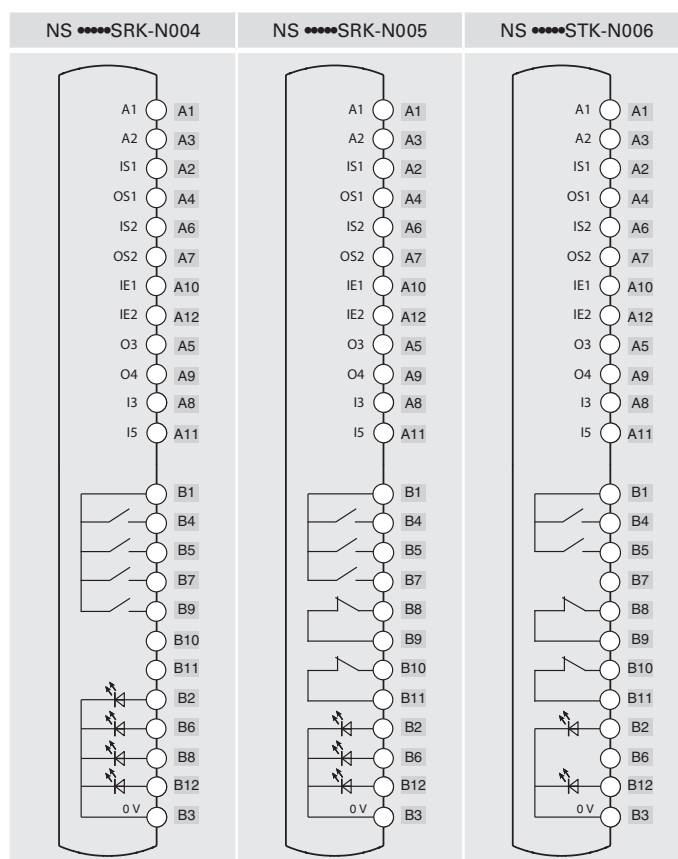 NS •••••SRK-N004 NS •••••SRK-N005 NS •••••STK-N006
A1 A1 A1 A1 A1 A1
A2 A3 A2 A3 A2 A3
IS1 A2 IS1 A2 IS1 A2
OS1 A4 OS1 A4 OS1 A4
IS2 A6 IS2 A6 IS2 A6
OS2 A7 OS2 A7 OS2 A7
IE1 A10 IE1 A10 IE1 A10
IE2 A12 IE2 A12 IE2 A12
O3 A5 O3 A5 O3 A5
O4 A9 O4 A9 O4 A9
I3 A8 I3 A8 I3 A8
I5 A11 I5 A11 I5 A11
B1 B1 B1
B4 B4 B4
B5 B5 B5
B7 B7 B7
B9 B8 B8
B10 B9 B9
B11 B10 B10
B2 B11 B11
B6 B2 B2
B8 B6 B6
B12 B12 B12
0 V B3 0 V B3 0 V B3